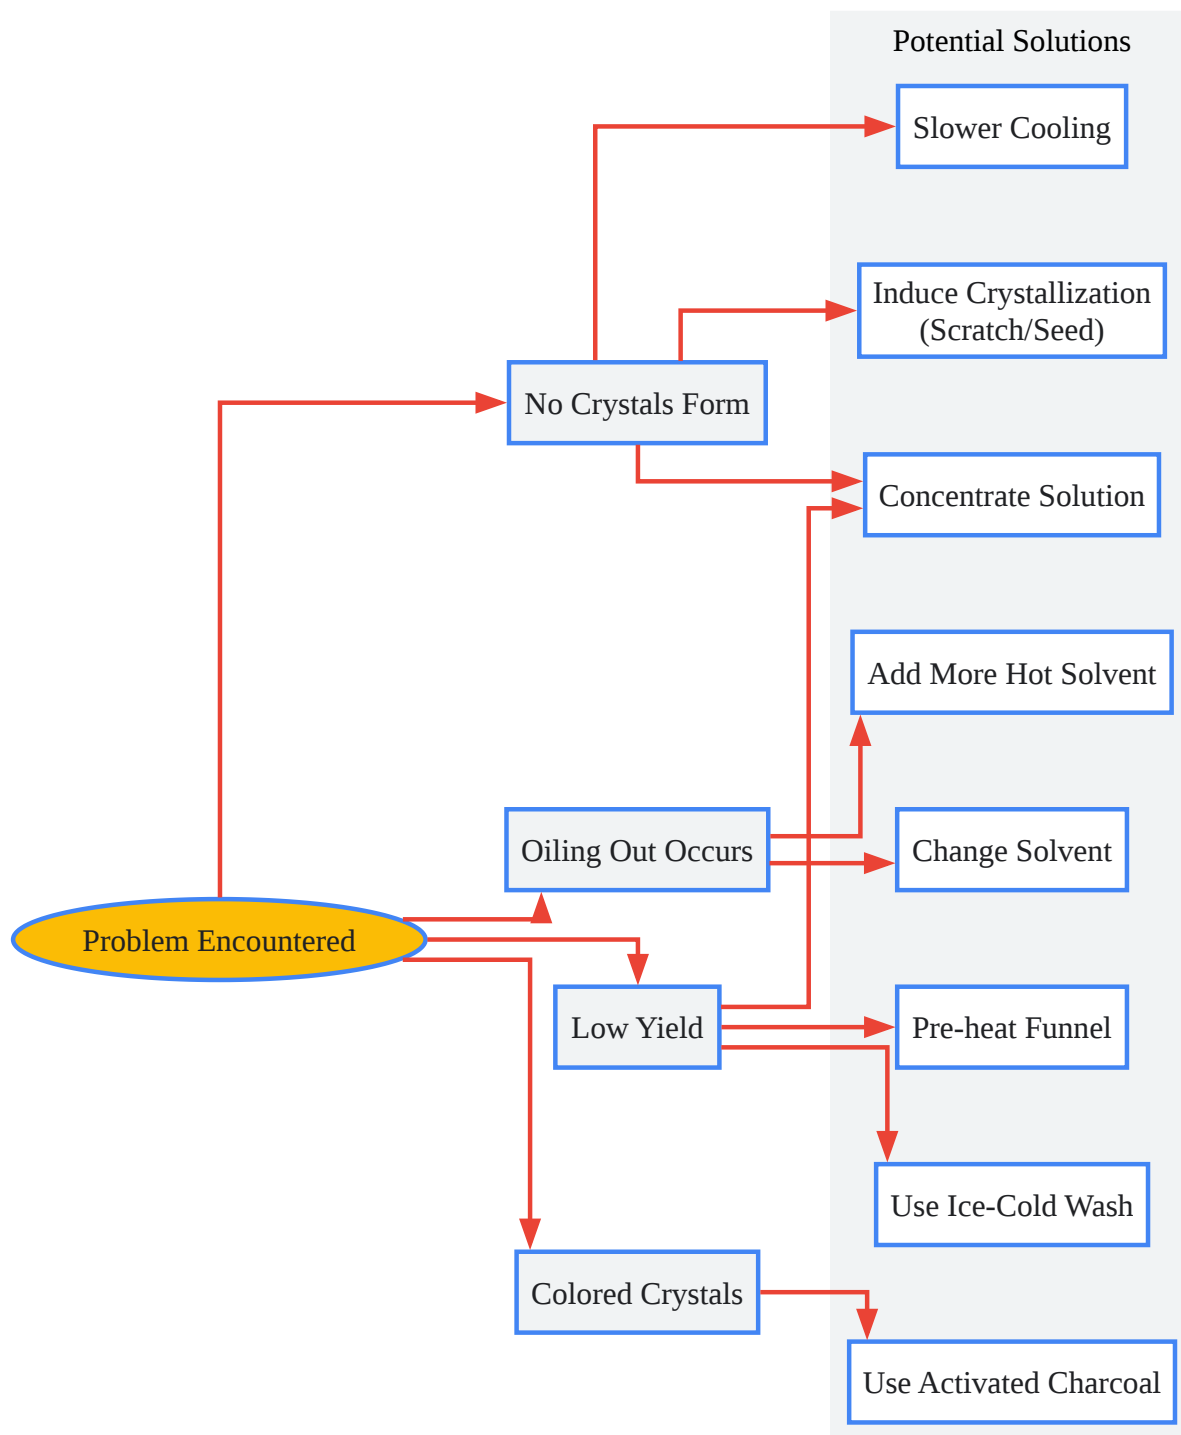 Potential Solutions
Slower Cooling
Induce Crystallization
(Scratch/Seed)
No Crystals Form
Concentrate Solution
Add More Hot Solvent
Oiling Out Occurs
Change Solvent
Problem Encountered
Low Yield
Pre-heat Funnel
Use Ice-Cold Wash
Colored Crystals
Use Activated Charcoal